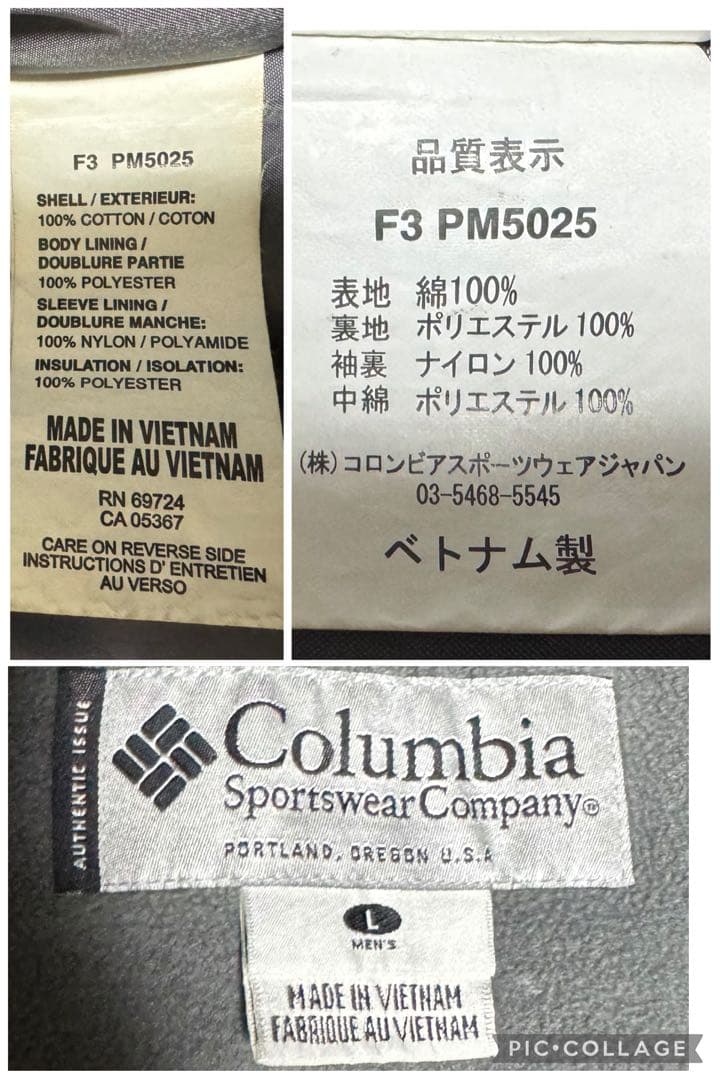 F3 PM5025
SHELL / EXTERIEUR:
100% COTTON / COTON
BODY LINING /
DOUBLURE PARTIE
100% POLYESTER
SLEEVE LINING /
DOUBLURE MANCHE:
100% NYLON / POLYAMIDE
INSULATION / ISOLATION:
100% POLYESTER
MADE IN VIETNAM
FABRIQUE AU VIETNAM
RN 69724
CA 05367
CARE ON REVERSE SIDE
INSTRUCTIONS D' ENTRETIEN
AU VERSO
品質表示
F3 PM5025
表地 綿100%
裏地 ポリエステル 100%
袖裏 ナイロン 100%
中綿 ポリエステル 100%
(株)コロンビアスポーツウェアジャパン
03-5468-5545
ベトナム製
AUTHENTIC ISSUE
Columbia
Sportswear Company®
PORTLAND, OREGON U.S.A
L
MEN'S
MADE IN VIETNAM
FABRIQUE AU VIETNAM
PIC•COLLAGE